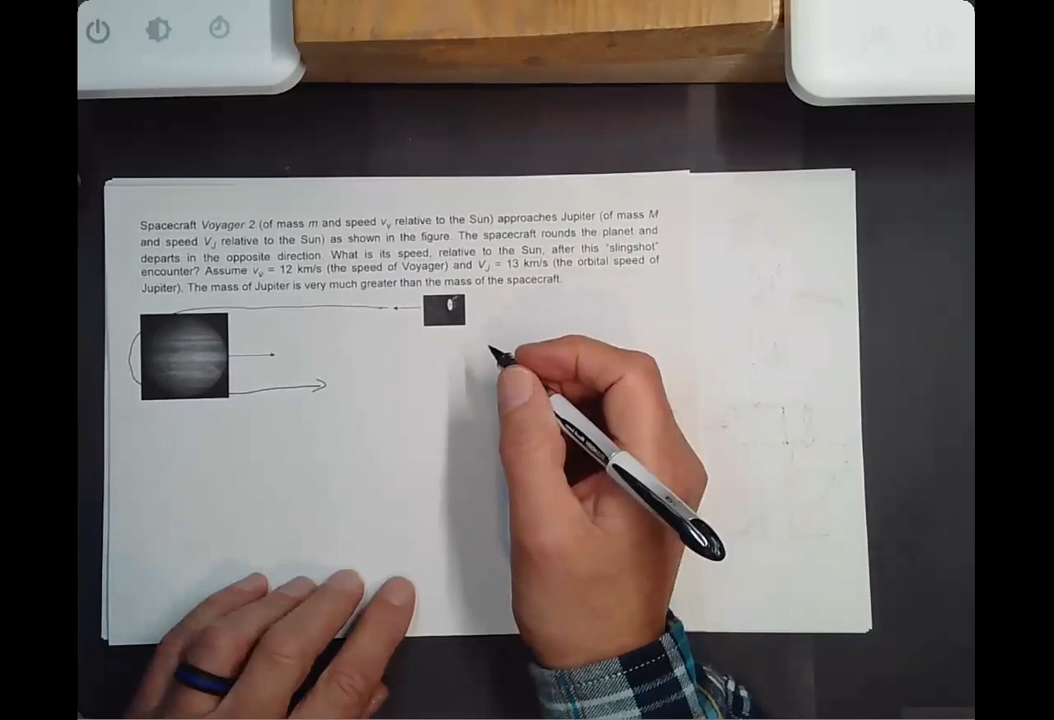 Spacecraft Voyager 2 (of mass m and speed vᵥ relative to the Sun) approaches Jupiter (of mass M
and speed V_J relative to the Sun) as shown in the figure. The spacecraft rounds the planet and
departs in the opposite direction. What is its speed, relative to the Sun, after this "slingshot"
encounter? Assume vᵥ = 12 km/s (the speed of Voyager) and V_J = 13 km/s (the orbital speed of
Jupiter). The mass of Jupiter is very much greater than the mass of the spacecraft.